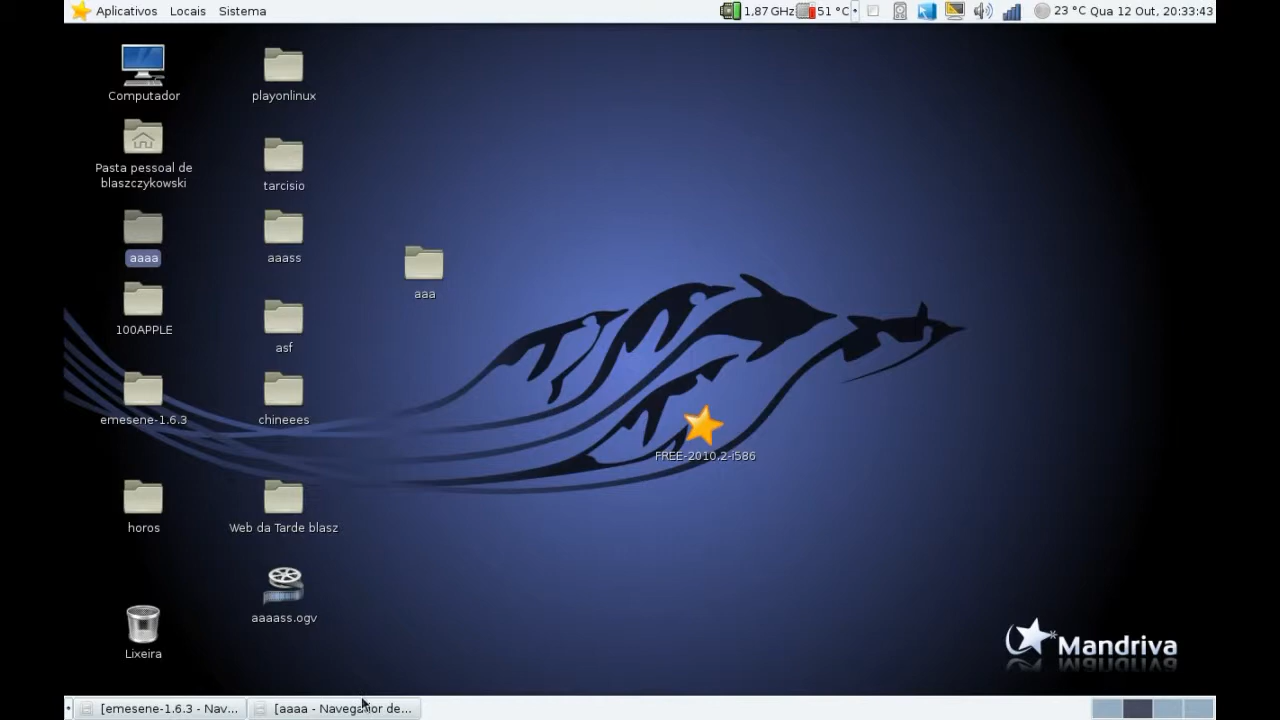 Aplicativos Locais Sistema
1,87 GHz 51 °C 23 °C Qua 12 Out, 20:33:43
Computador
playonlinux
Pasta pessoal de
blaszczykowski
tarcisio
aaaa
aaass
aaa
100APPLE
asf
emesene-1.6.3
chineees
FREE-2010.2-i586
horos
Web da Tarde blasz
aaaass.ogv
Lixeira
Mandriva
[emesene-1.6.3 - Nav...
[aaaa - Navegador de...